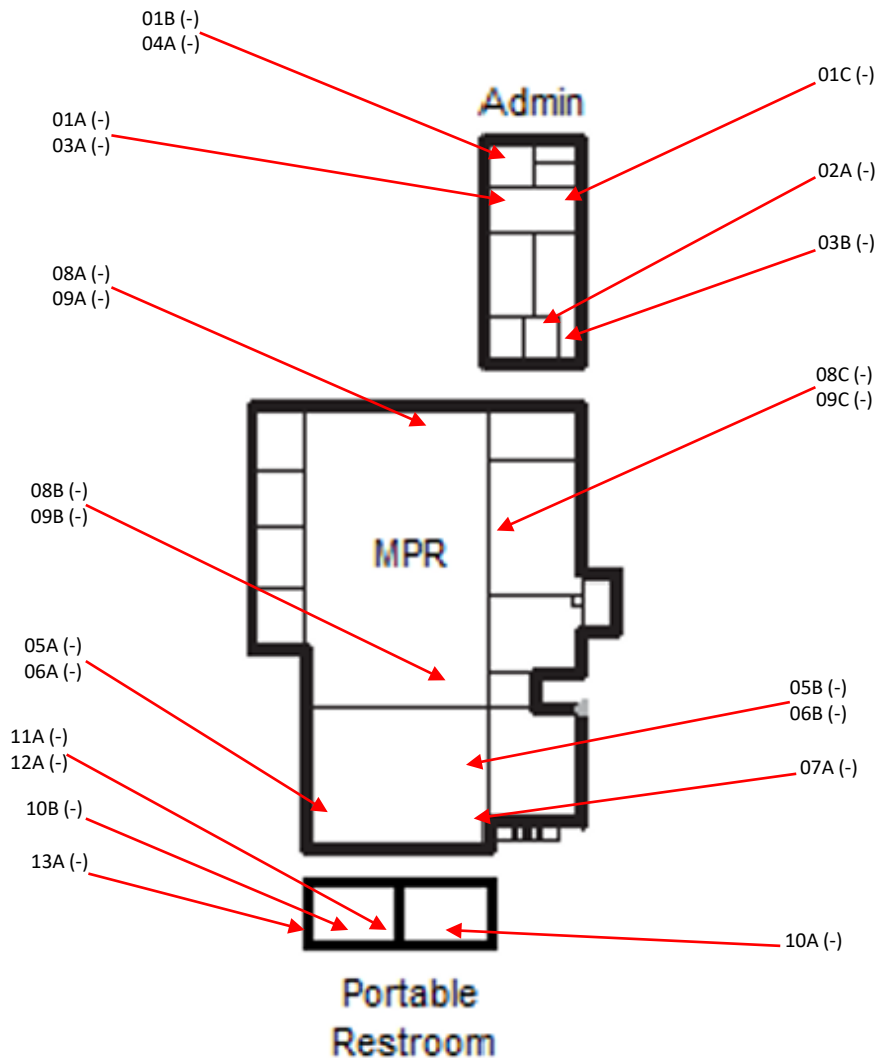 01B (-)
04A (-)
01C (-)
Admin
01A (-)
03A (-)
02A (-)
03B (-)
08A (-)
09A (-)
08C (-)
09C (-)
08B (-)
09B (-)
MPR
05A (-)
06A (-)
05B (-)
06B (-)
11A (-)
12A (-)
07A (-)
10B (-)
13A (-)
10A (-)
Portable
Restroom